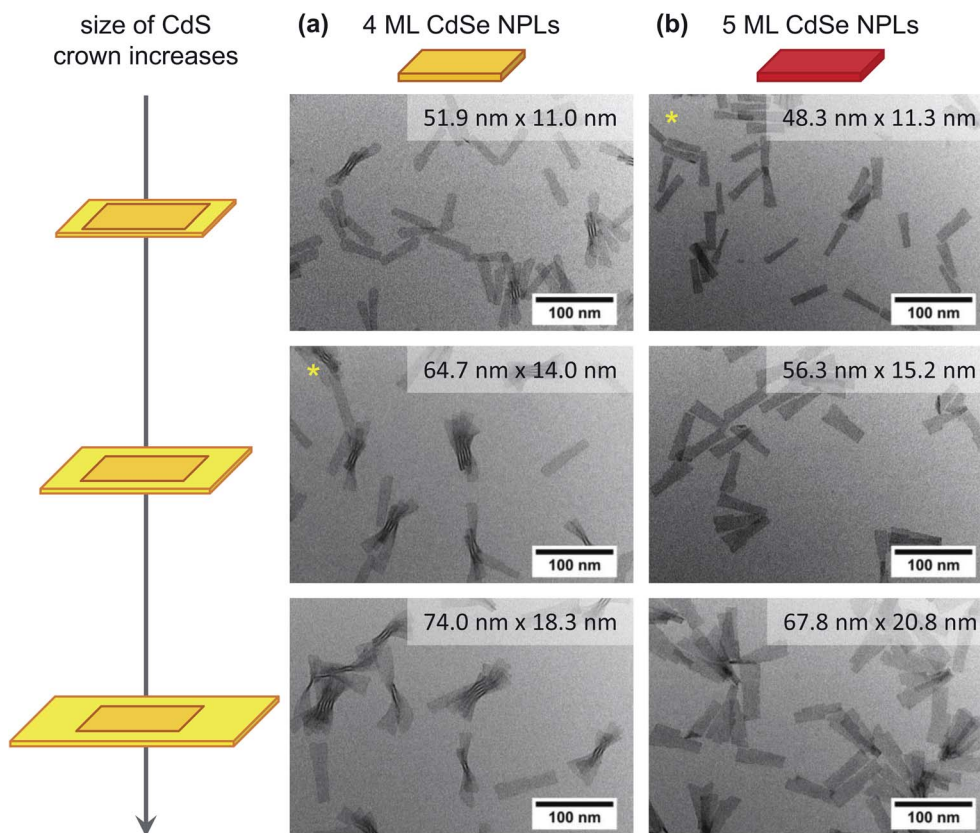 size of CdS
crown increases
(a) 4 ML CdSe NPLs
(b) 5 ML CdSe NPLs
51.9 nm x 11.0 nm
100 nm
* 48.3 nm x 11.3 nm
100 nm
* 64.7 nm x 14.0 nm
100 nm
56.3 nm x 15.2 nm
100 nm
74.0 nm x 18.3 nm
100 nm
67.8 nm x 20.8 nm
100 nm